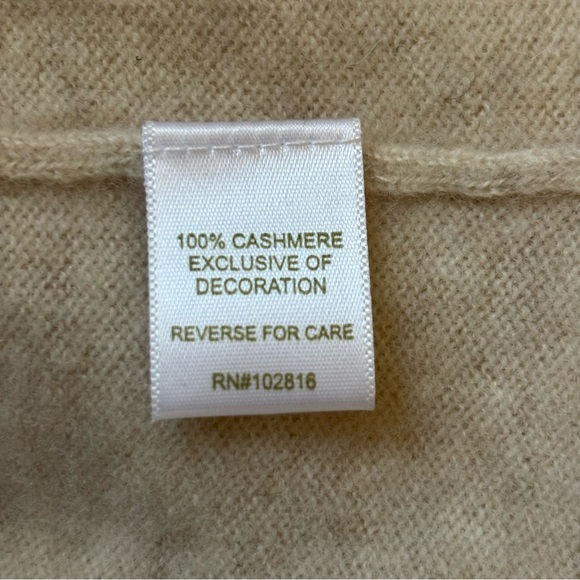 100% CASHMERE
EXCLUSIVE OF
DECORATION
REVERSE FOR CARE
RN#102816